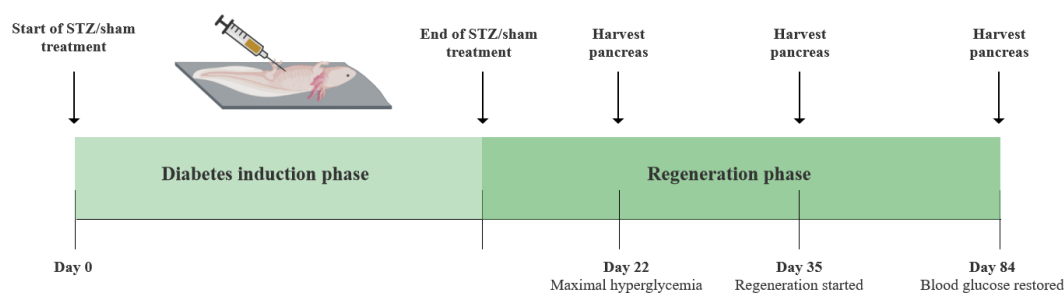 Start of STZ/sham
treatment
End of STZ/sham
treatment
Harvest
pancreas
Harvest
pancreas
Harvest
pancreas
Diabetes induction phase
Regeneration phase
Day 0
Day 22
Maximal hyperglycemia
Day 35
Regeneration started
Day 84
Blood glucose restored